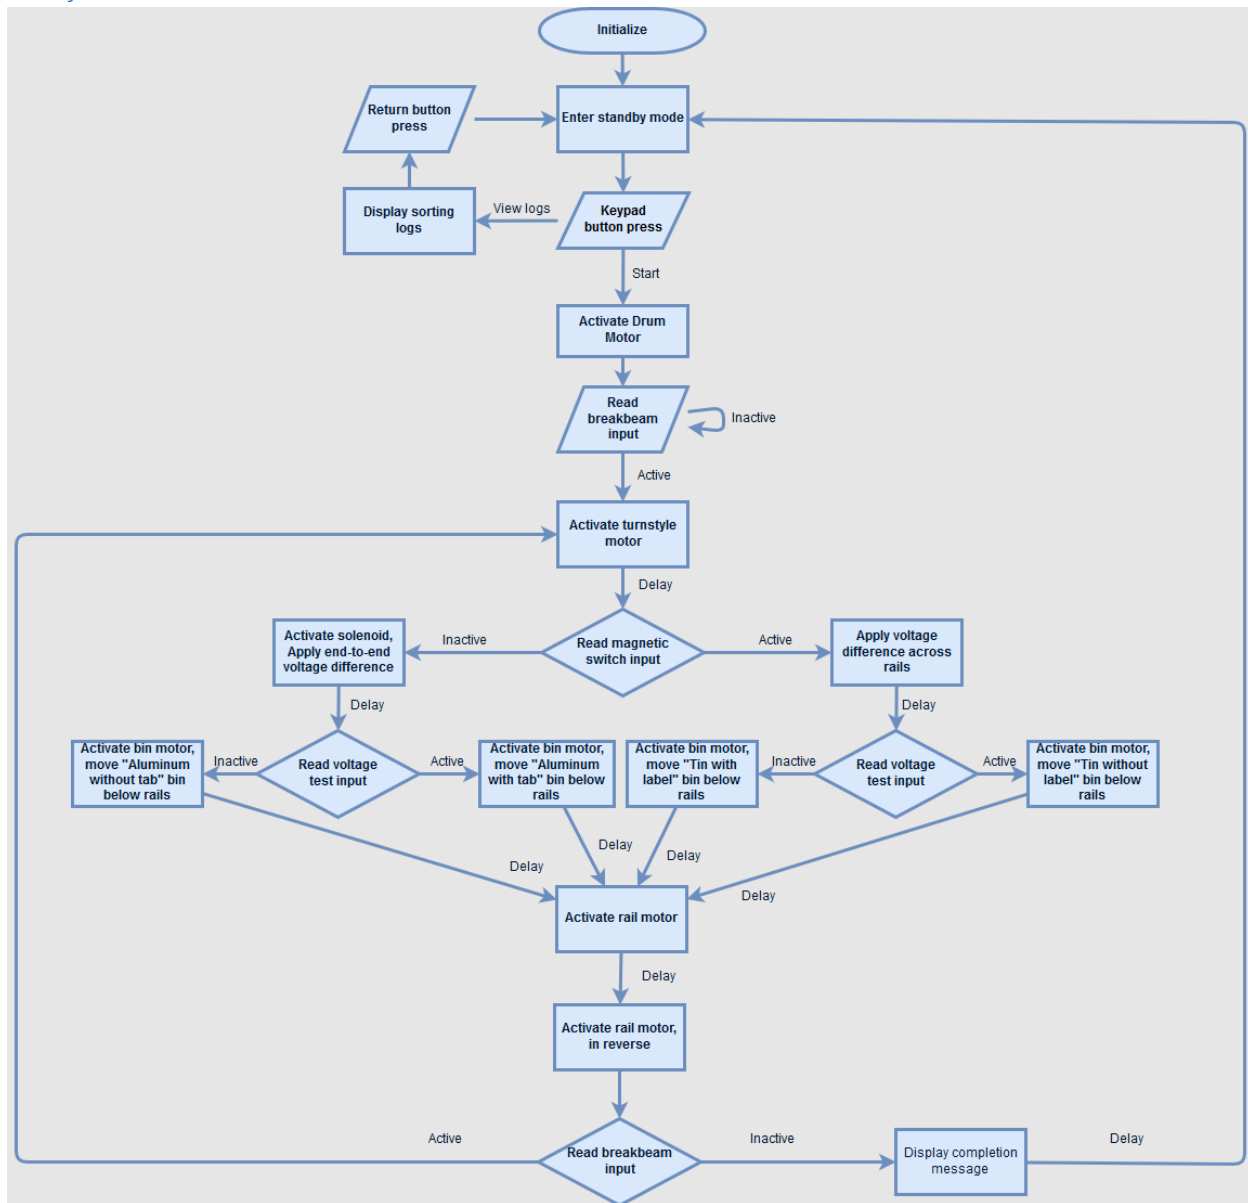 Initialize
Return button
press
Enter standby mode
Display sorting
logs
View logs
Keypad
button press
Start
Activate Drum
Motor
Read
breakbeam
input
Inactive
Active
Activate turnstyle
motor
Delay
Activate solenoid,
Apply end-to-end
voltage difference
Inactive
Read magnetic
switch input
Active
Apply voltage
difference across
rails
Delay
Delay
Activate bin motor,
move "Aluminum
without tab" bin
below rails
Inactive
Read voltage
test input
Active
Activate bin motor,
move "Aluminum
with tab" bin below
rails
Activate bin motor,
move "Tin with
label" bin below
rails
Inactive
Read voltage
test input
Active
Activate bin motor,
move "Tin without
label" bin below
rails
Delay
Delay
Delay
Delay
Activate rail motor
Delay
Activate rail motor,
in reverse
Active
Read breakbeam
input
Inactive
Display completion
message
Delay